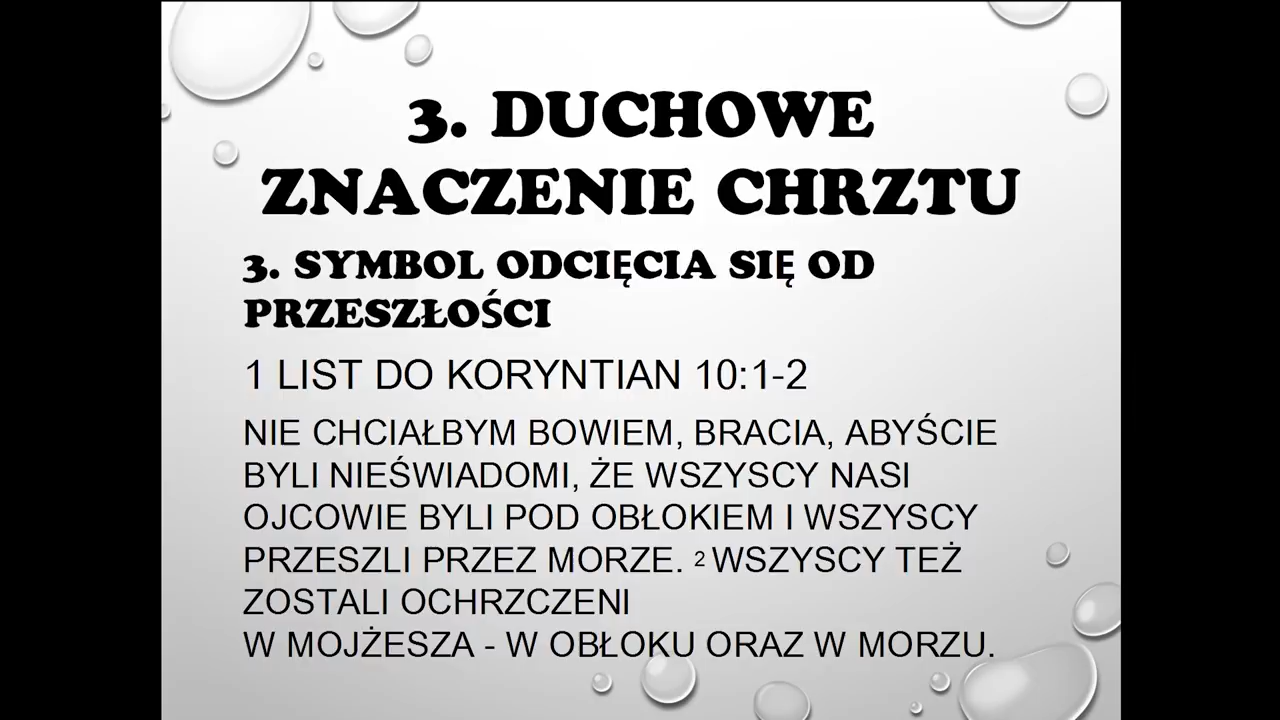 3. DUCHOWE
ZNACZENIE CHRZTU
3. SYMBOL ODCIĘCIA SIĘ OD
PRZESZŁOŚCI
1 LIST DO KORYNTIAN 10:1-2
NIE CHCIAŁBYM BOWIEM, BRACIA, ABYŚCIE
BYLI NIEŚWIADOMI, ŻE WSZYSCY NASI
OJCOWIE BYLI POD OBŁOKIEM I WSZYSCY
PRZESZLI PRZEZ MORZE. ² WSZYSCY TEŻ
ZOSTALI OCHRZCZENI
W MOJŻESZA - W OBŁOKU ORAZ W MORZU.